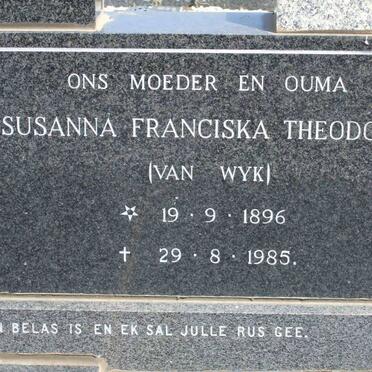 ONS MOEDER EN OUMA
SUSANNA FRANCISKA
(VAN WYK)
☆ 19 · 9 · 1896
† 29 · 8 · 1985.
BELAS IS EN EK SAL JULLE RUS GEE.